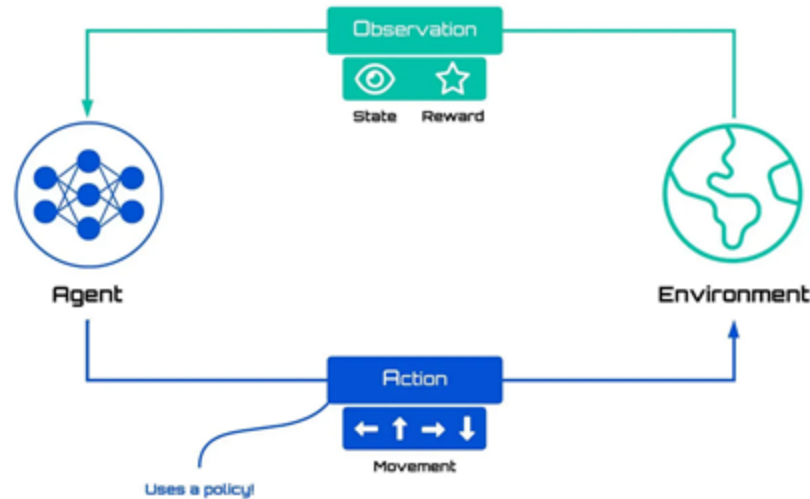 Observation
State Reward
Agent
Environment
Action
Movement
Uses a policy!